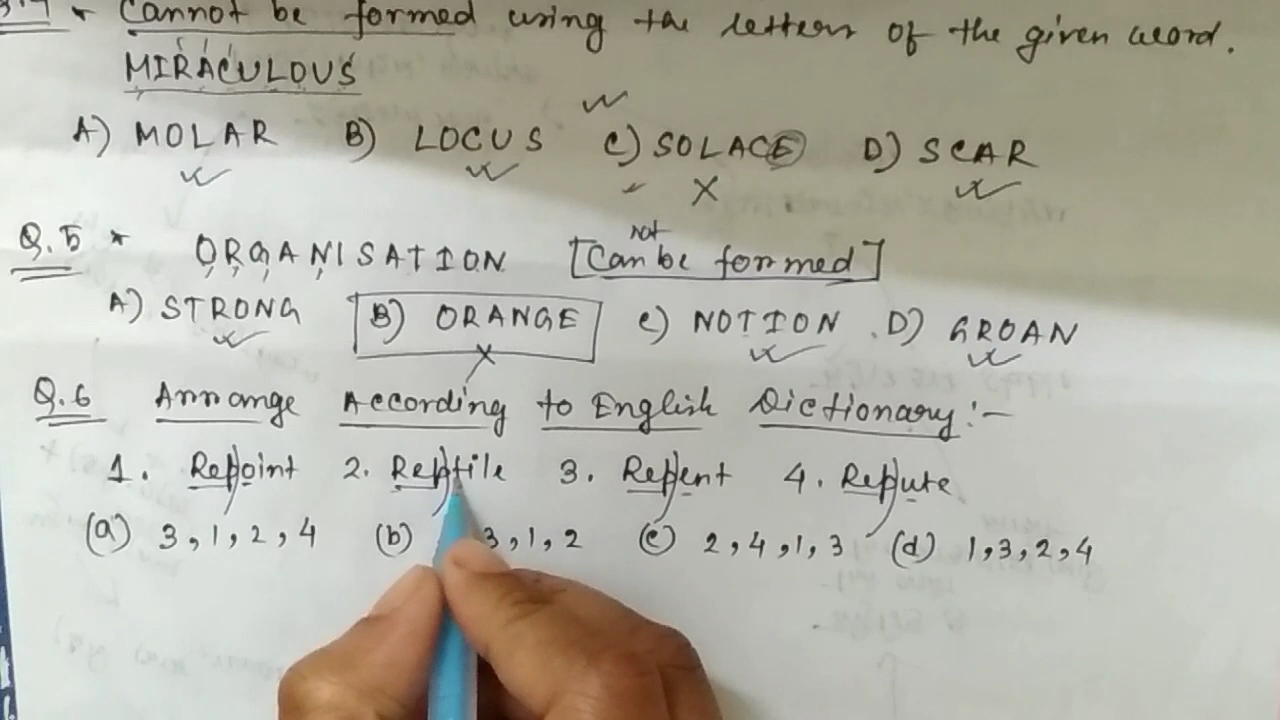 * Cannot be formed using the letters of the given word.
MIRACULOUS
A) MOLAR B) LOCUS C) SOLACE D) SCAR
Q.5 * ORGANISATION [Can not be formed]
A) STRONG B) ORANGE C) NOTION D) GROAN
Q.6 Arrange According to English Dictionary:-
1. Repoint 2. Reptile 3. Repent 4. Repute
(a) 3,1,2,4 (b) 3,1,2 (c) 2,4,1,3 (d) 1,3,2,4